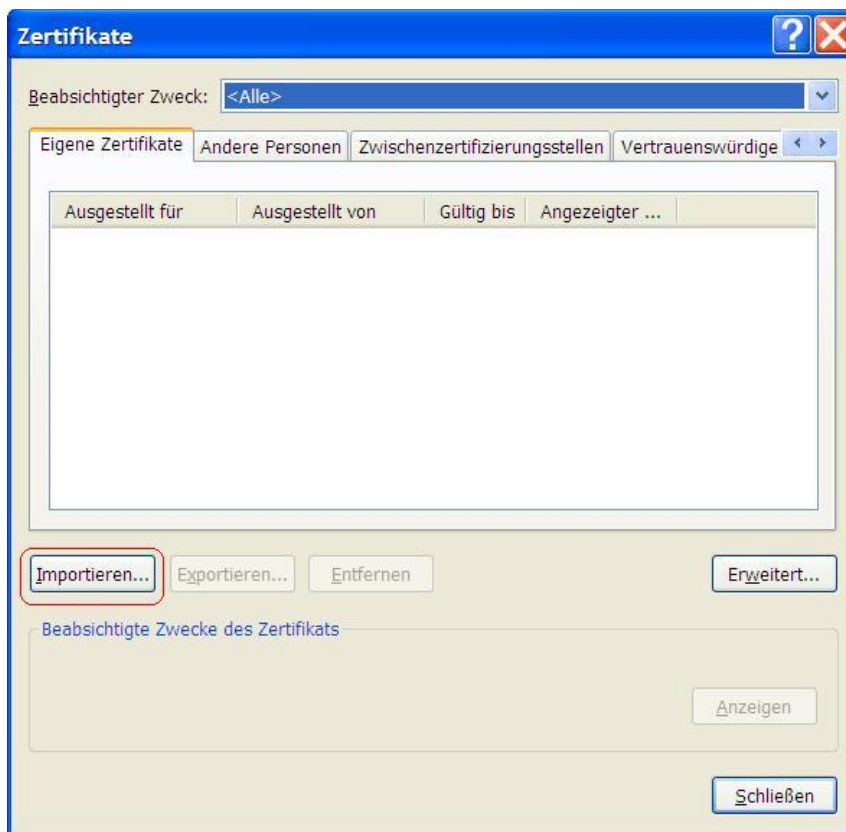 Zertifikate
Beabsichtigter Zweck: <Alle>
Eigene Zertifikate Andere Personen Zwischenzertifizierungsstellen Vertrauenswürdige
Ausgestellt für Ausgestellt von Gültig bis Angezeigter ...
Importieren... Exportieren... Entfernen Erweitert...
Beabsichtigte Zwecke des Zertifikats
Anzeigen
Schließen